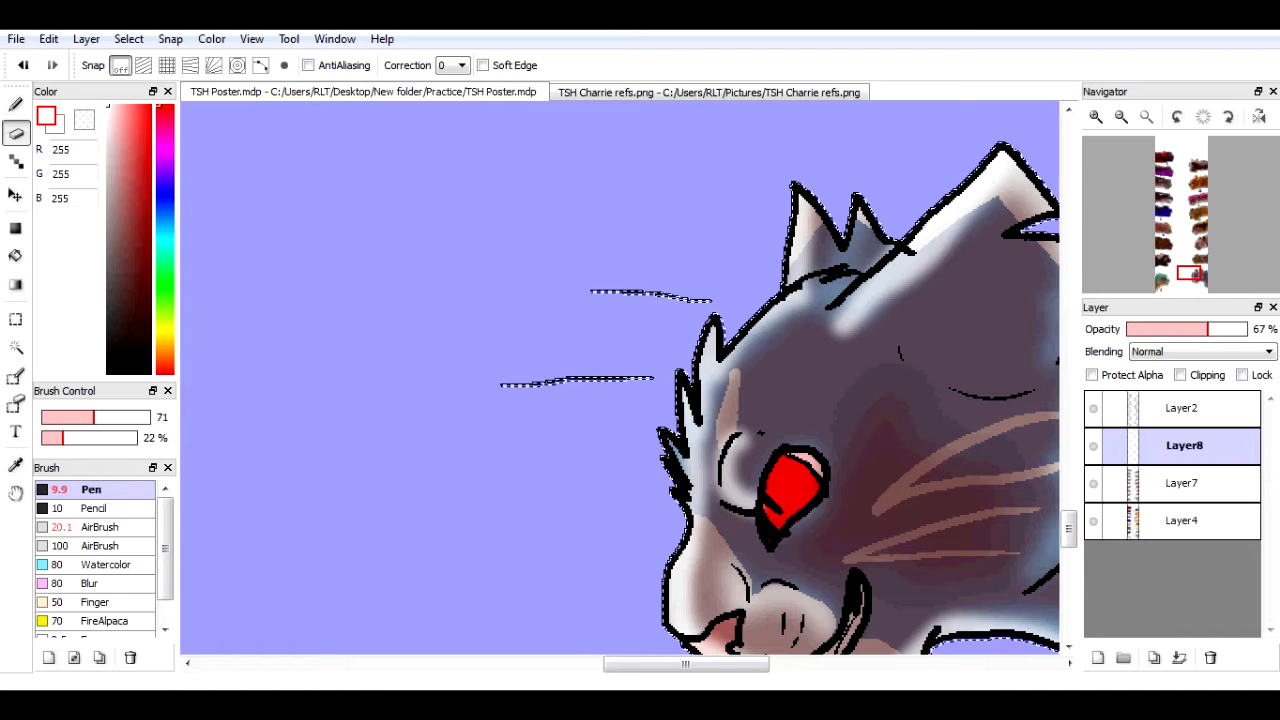 File Edit Layer Select Snap Color View Tool Window Help
Snap off AntiAliasing Correction 0 Soft Edge
Color
TSH Poster.mdp - C:/Users/RLT/Desktop/New folder/Practice/TSH Poster.mdp TSH Charrie refs.png - C:/Users/RLT/Pictures/TSH Charrie refs.png
Navigator
R 255
G 255
B 255
Layer
Opacity 67 %
Blending Normal
Protect Alpha Clipping Lock
Brush Control
71
22 %
Layer2
Layer8
Layer7
Layer4
Brush
9.9 Pen
10 Pencil
20.1 AirBrush
100 AirBrush
80 Watercolor
80 Blur
50 Finger
70 FireAlpaca
T